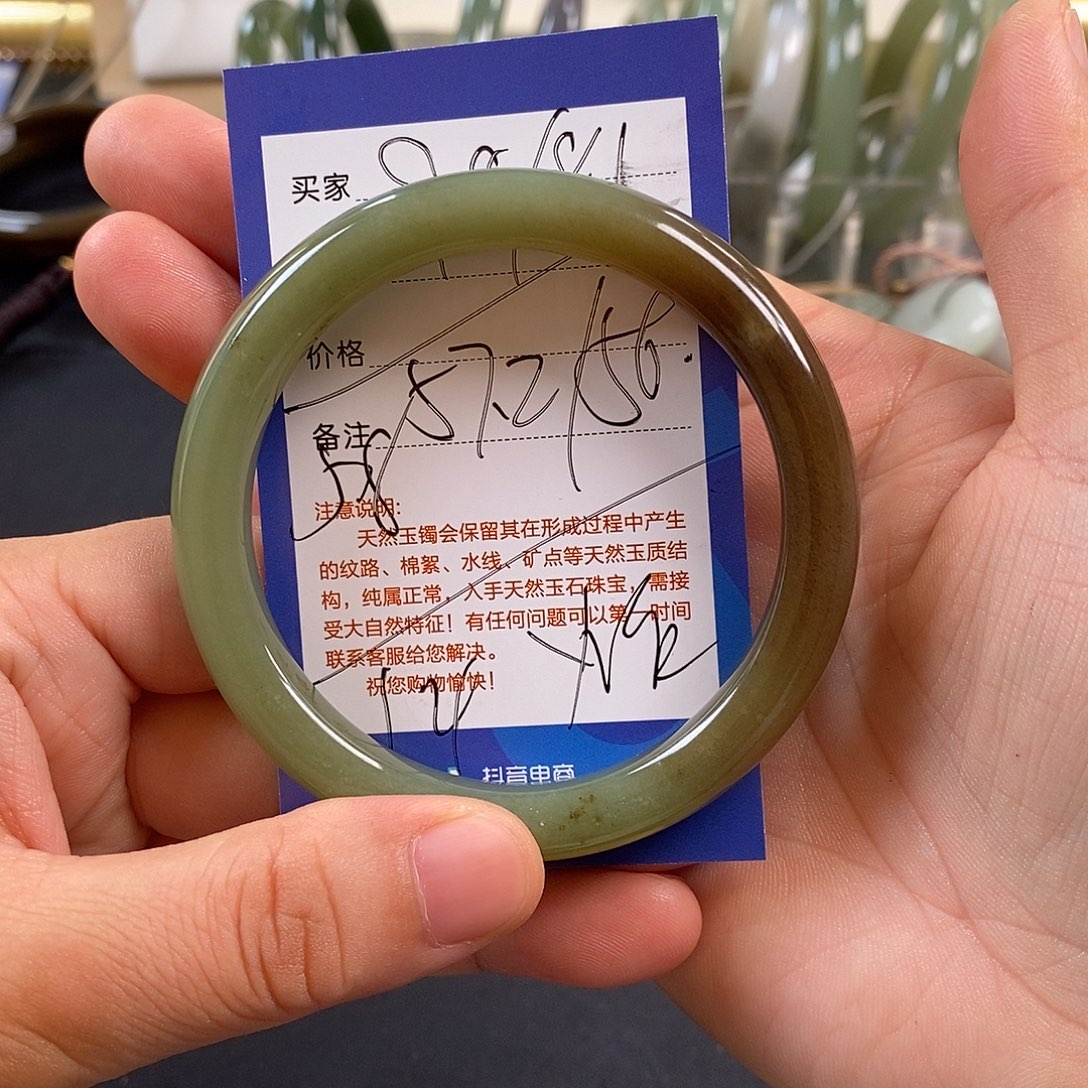 买家
价格 57.2/56.
备注
58
注意说明:
天然玉镯会保留其在形成过程中产生
的纹路、棉絮、水线、矿点等天然玉质结
构，纯属正常，入手天然玉石珠宝，需接
受大自然特征！有任何问题可以第 时间
联系客服给您解决。
祝您购物愉快！
抖音电商